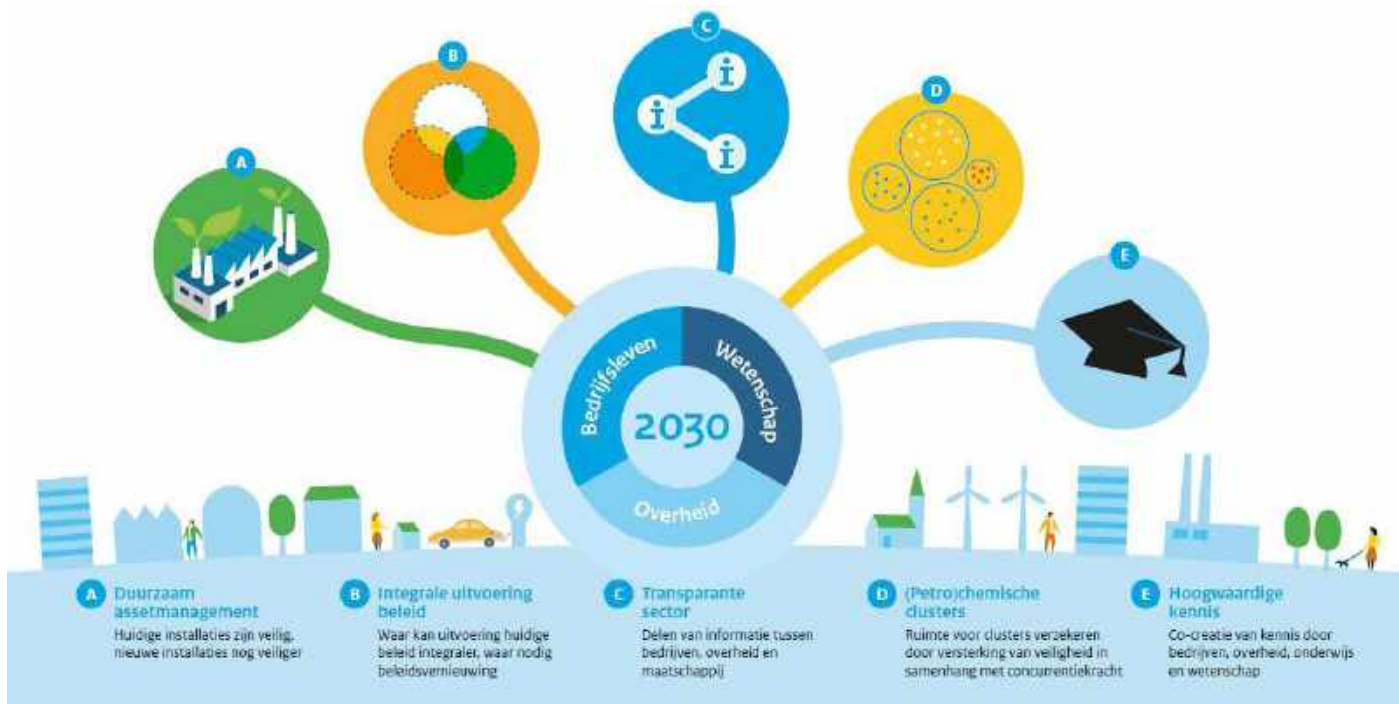 C
B
D
A
E
Bedrijfsleven
Wetenschap
2030
Overheid
A Duurzaam
assetmanagement
Huidige installaties zijn veilig,
nieuwe installaties nog veiliger
B Integrale uitvoering
beleid
Waar kan uitvoering huidige
beleid integraler, waar nodig
beleidsvernieuwing
C Transparante
sector
Delen van informatie tussen
bedrijven, overheid en
maatschappij
D (Petro)chemische
clusters
Ruimte voor clusters verzekeren
door versterking van veiligheid in
samenhang met concurrentiekracht
E Hoogwaardige
kennis
Co-creatie van kennis door
bedrijven, overheid, onderwijs
en wetenschap